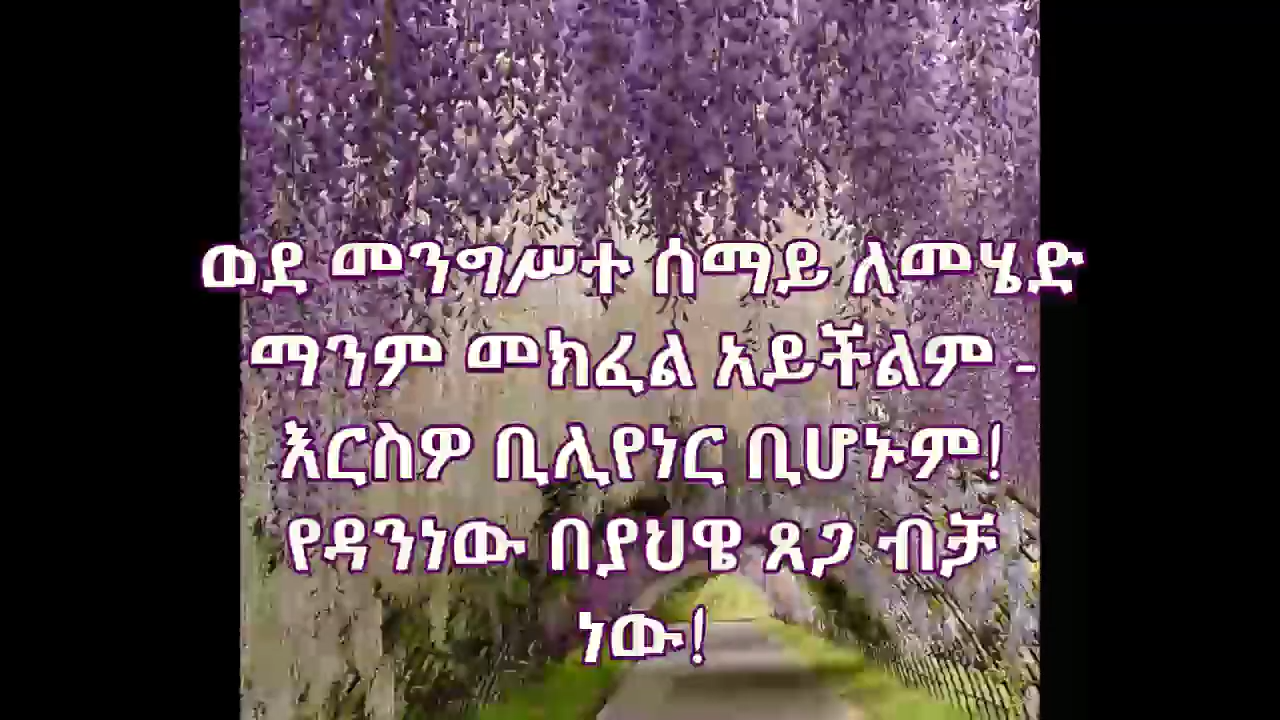 ወደ መንግሥተ ሰማይ ለመሄድ
ማንም መክፈል አይችልም -
እርስዎ ቢሊየነር ቢሆኑም!
የዳንነው በያህዌ ጸጋ ብቻ
ነው!